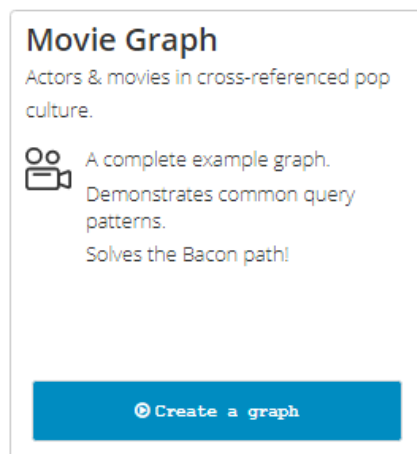 Movie Graph
Actors & movies in cross-referenced pop
culture.
A complete example graph.
Demonstrates common query
patterns.
Solves the Bacon path!
Create a graph